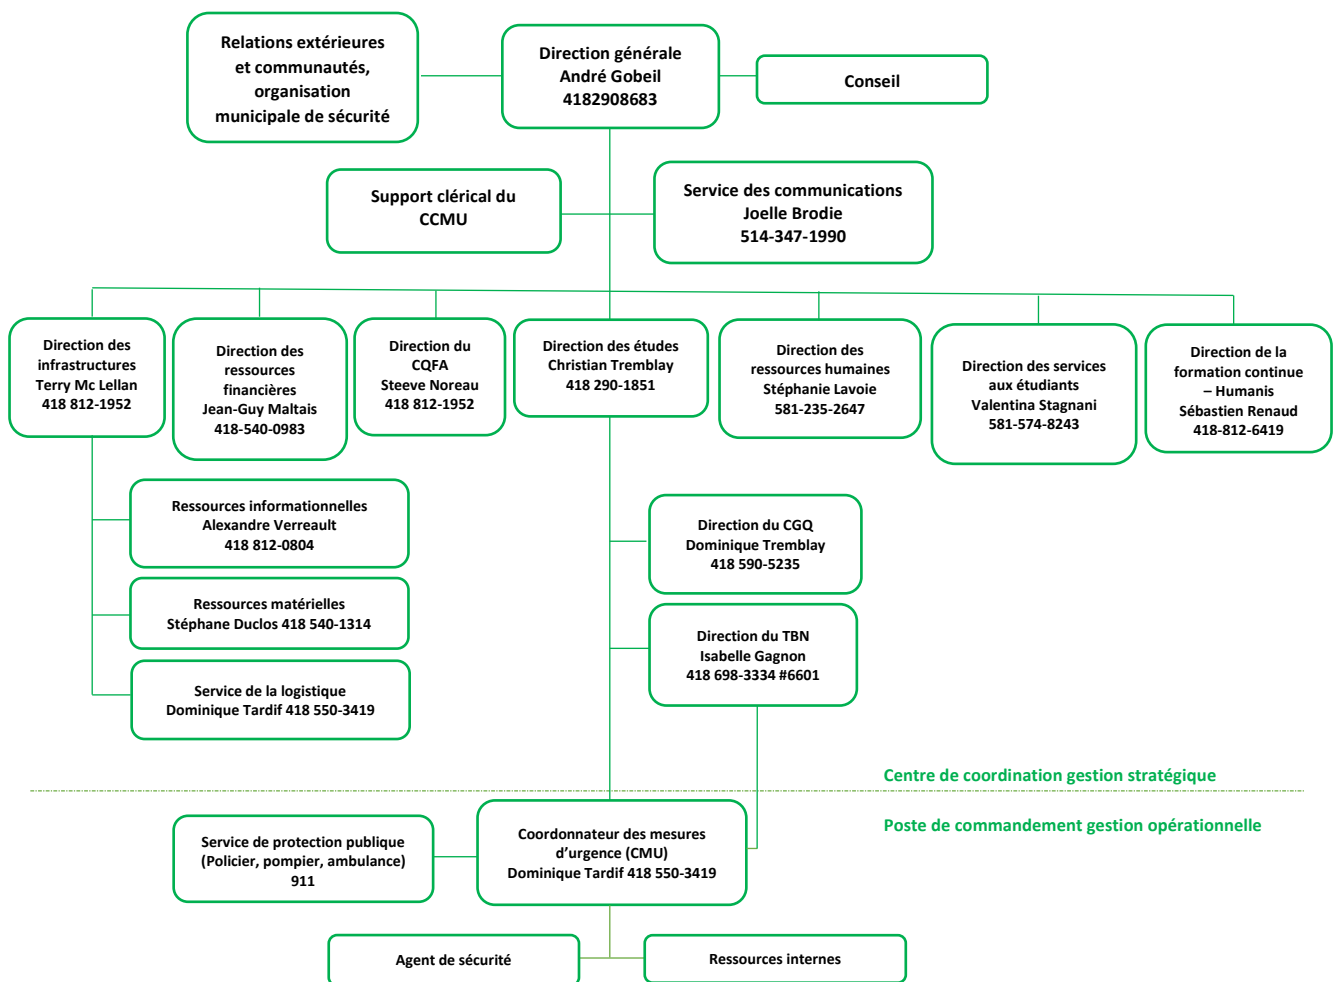 Relations extérieures
et communautés,
organisation
municipale de sécurité
Direction générale
André Gobeil
4182908683
Conseil
Support clérical du
CCMU
Service des communications
Joelle Brodie
514-347-1990
Direction des
infrastructures
Terry Mc Lellan
418 812-1952
Direction des
ressources
financières
Jean-Guy Maltais
418-540-0983
Direction du
CQFA
Steeve Noreau
418 812-1952
Direction des études
Christian Tremblay
418 290-1851
Direction des
ressources humaines
Stéphanie Lavoie
581-235-2647
Direction des services
aux étudiants
Valentina Stagnani
581-574-8243
Direction de la
formation continue
– Humanis
Sébastien Renaud
418-812-6419
Ressources informationnelles
Alexandre Verreault
418 812-0804
Ressources matérielles
Stéphane Duclos 418 540-1314
Service de la logistique
Dominique Tardif 418 550-3419
Direction du CGQ
Dominique Tremblay
418 590-5235
Direction du TBN
Isabelle Gagnon
418 698-3334 #6601
Centre de coordination gestion stratégique
Poste de commandement gestion opérationnelle
Service de protection publique
(Policier, pompier, ambulance)
911
Coordonnateur des mesures
d’urgence (CMU)
Dominique Tardif 418 550-3419
Agent de sécurité
Ressources internes